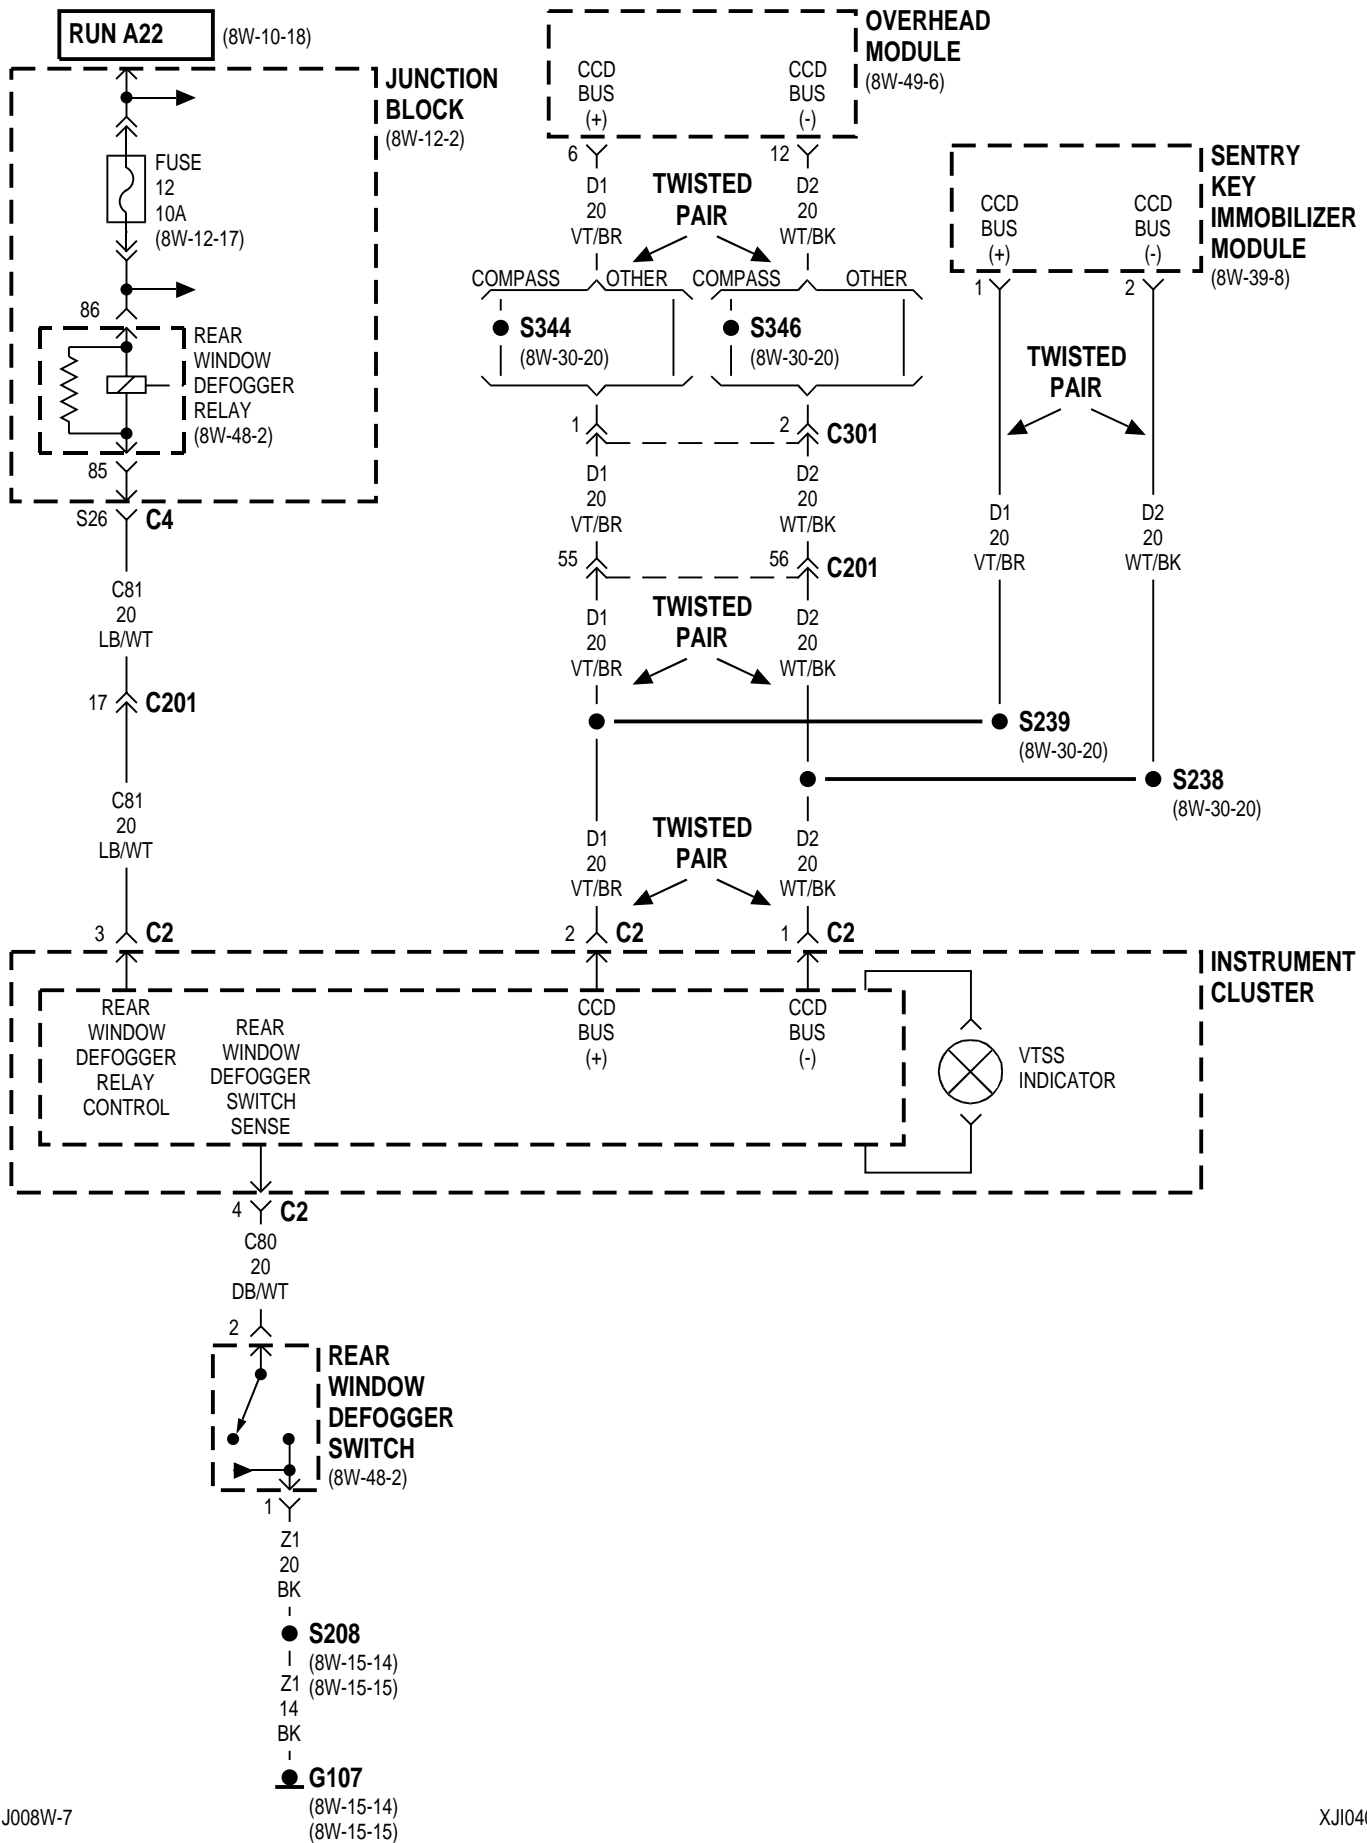 RUN A22
(8W-10-18)
JUNCTION
BLOCK
(8W-12-2)
FUSE
12
10A
(8W-12-17)
86
REAR
WINDOW
DEFOGGER
RELAY
(8W-48-2)
85
S26
C4
C81
20
LB/WT
17
C201
C81
20
LB/WT
3
C2
OVERHEAD
MODULE
(8W-49-6)
CCD
BUS
(+)
CCD
BUS
(-)
6
12
D1
20
VT/BR
TWISTED
PAIR
D2
20
WT/BK
COMPASS
OTHER
COMPASS
OTHER
S344
(8W-30-20)
S346
(8W-30-20)
1
2
C301
D1
20
VT/BR
D2
20
WT/BK
55
56
C201
D1
20
VT/BR
TWISTED
PAIR
D2
20
WT/BK
SENTRY
KEY
IMMOBILIZER
MODULE
(8W-39-8)
CCD
BUS
(+)
CCD
BUS
(-)
1
2
TWISTED
PAIR
D1
20
VT/BR
D2
20
WT/BK
S239
(8W-30-20)
S238
(8W-30-20)
D1
20
VT/BR
TWISTED
PAIR
D2
20
WT/BK
2
C2
1
C2
INSTRUMENT
CLUSTER
REAR
WINDOW
DEFOGGER
RELAY
CONTROL
REAR
WINDOW
DEFOGGER
SWITCH
SENSE
CCD
BUS
(+)
CCD
BUS
(-)
VTSS
INDICATOR
4
C2
C80
20
DB/WT
2
REAR
WINDOW
DEFOGGER
SWITCH
(8W-48-2)
1
Z1
20
BK
S208
(8W-15-14)
(8W-15-15)
Z1
14
BK
G107
(8W-15-14)
(8W-15-15)
J008W-7